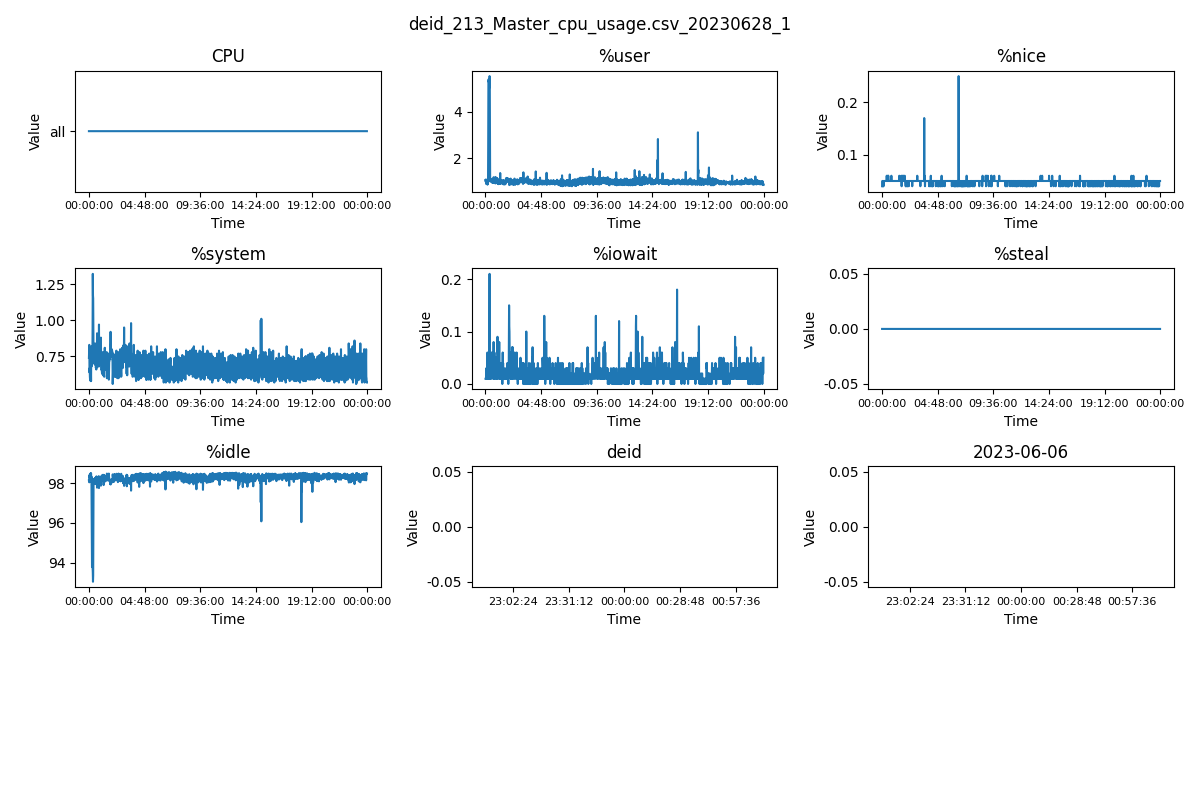 deid_213_Master_cpu_usage.csv_20230628_1
CPU
Value
all
00:00:00 04:48:00 09:36:00 14:24:00 19:12:00 00:00:00
Time
%user
Value
4
2
00:00:00 04:48:00 09:36:00 14:24:00 19:12:00 00:00:00
Time
%nice
Value
0.2
0.1
00:00:00 04:48:00 09:36:00 14:24:00 19:12:00 00:00:00
Time
%system
Value
1.25
1.00
0.75
00:00:00 04:48:00 09:36:00 14:24:00 19:12:00 00:00:00
Time
%iowait
Value
0.2
0.1
0.0
00:00:00 04:48:00 09:36:00 14:24:00 19:12:00 00:00:00
Time
%steal
Value
0.05
0.00
-0.05
00:00:00 04:48:00 09:36:00 14:24:00 19:12:00 00:00:00
Time
%idle
Value
98
96
94
00:00:00 04:48:00 09:36:00 14:24:00 19:12:00 00:00:00
Time
deid
Value
0.05
0.00
-0.05
23:02:24 23:31:12 00:00:00 00:28:48 00:57:36
Time
2023-06-06
Value
0.05
0.00
-0.05
23:02:24 23:31:12 00:00:00 00:28:48 00:57:36
Time